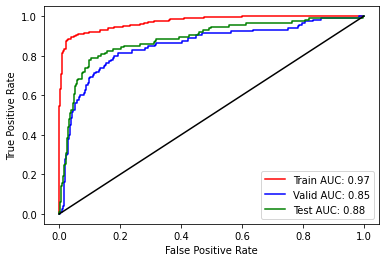 1.0
0.8
0.6
0.4
0.2
0.0
True Positive Rate
Train AUC: 0.97
Valid AUC: 0.85
Test AUC: 0.88
0.0 0.2 0.4 0.6 0.8 1.0
False Positive Rate